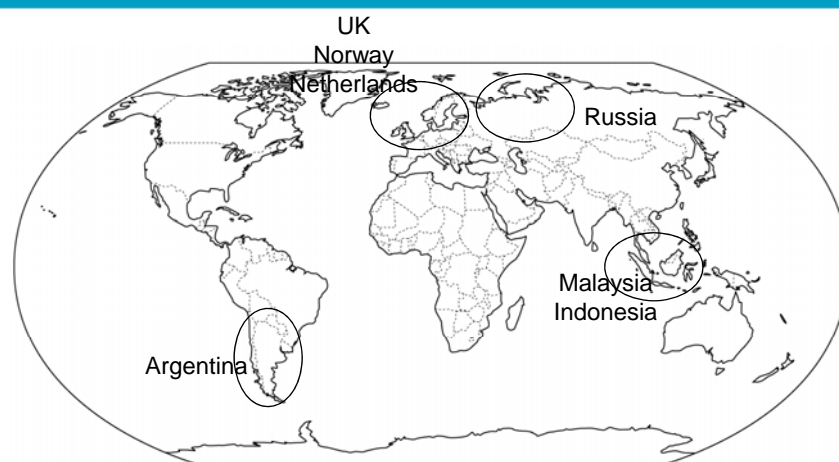 UK
Norway
Netherlands
Russia
Malaysia
Indonesia
Argentina